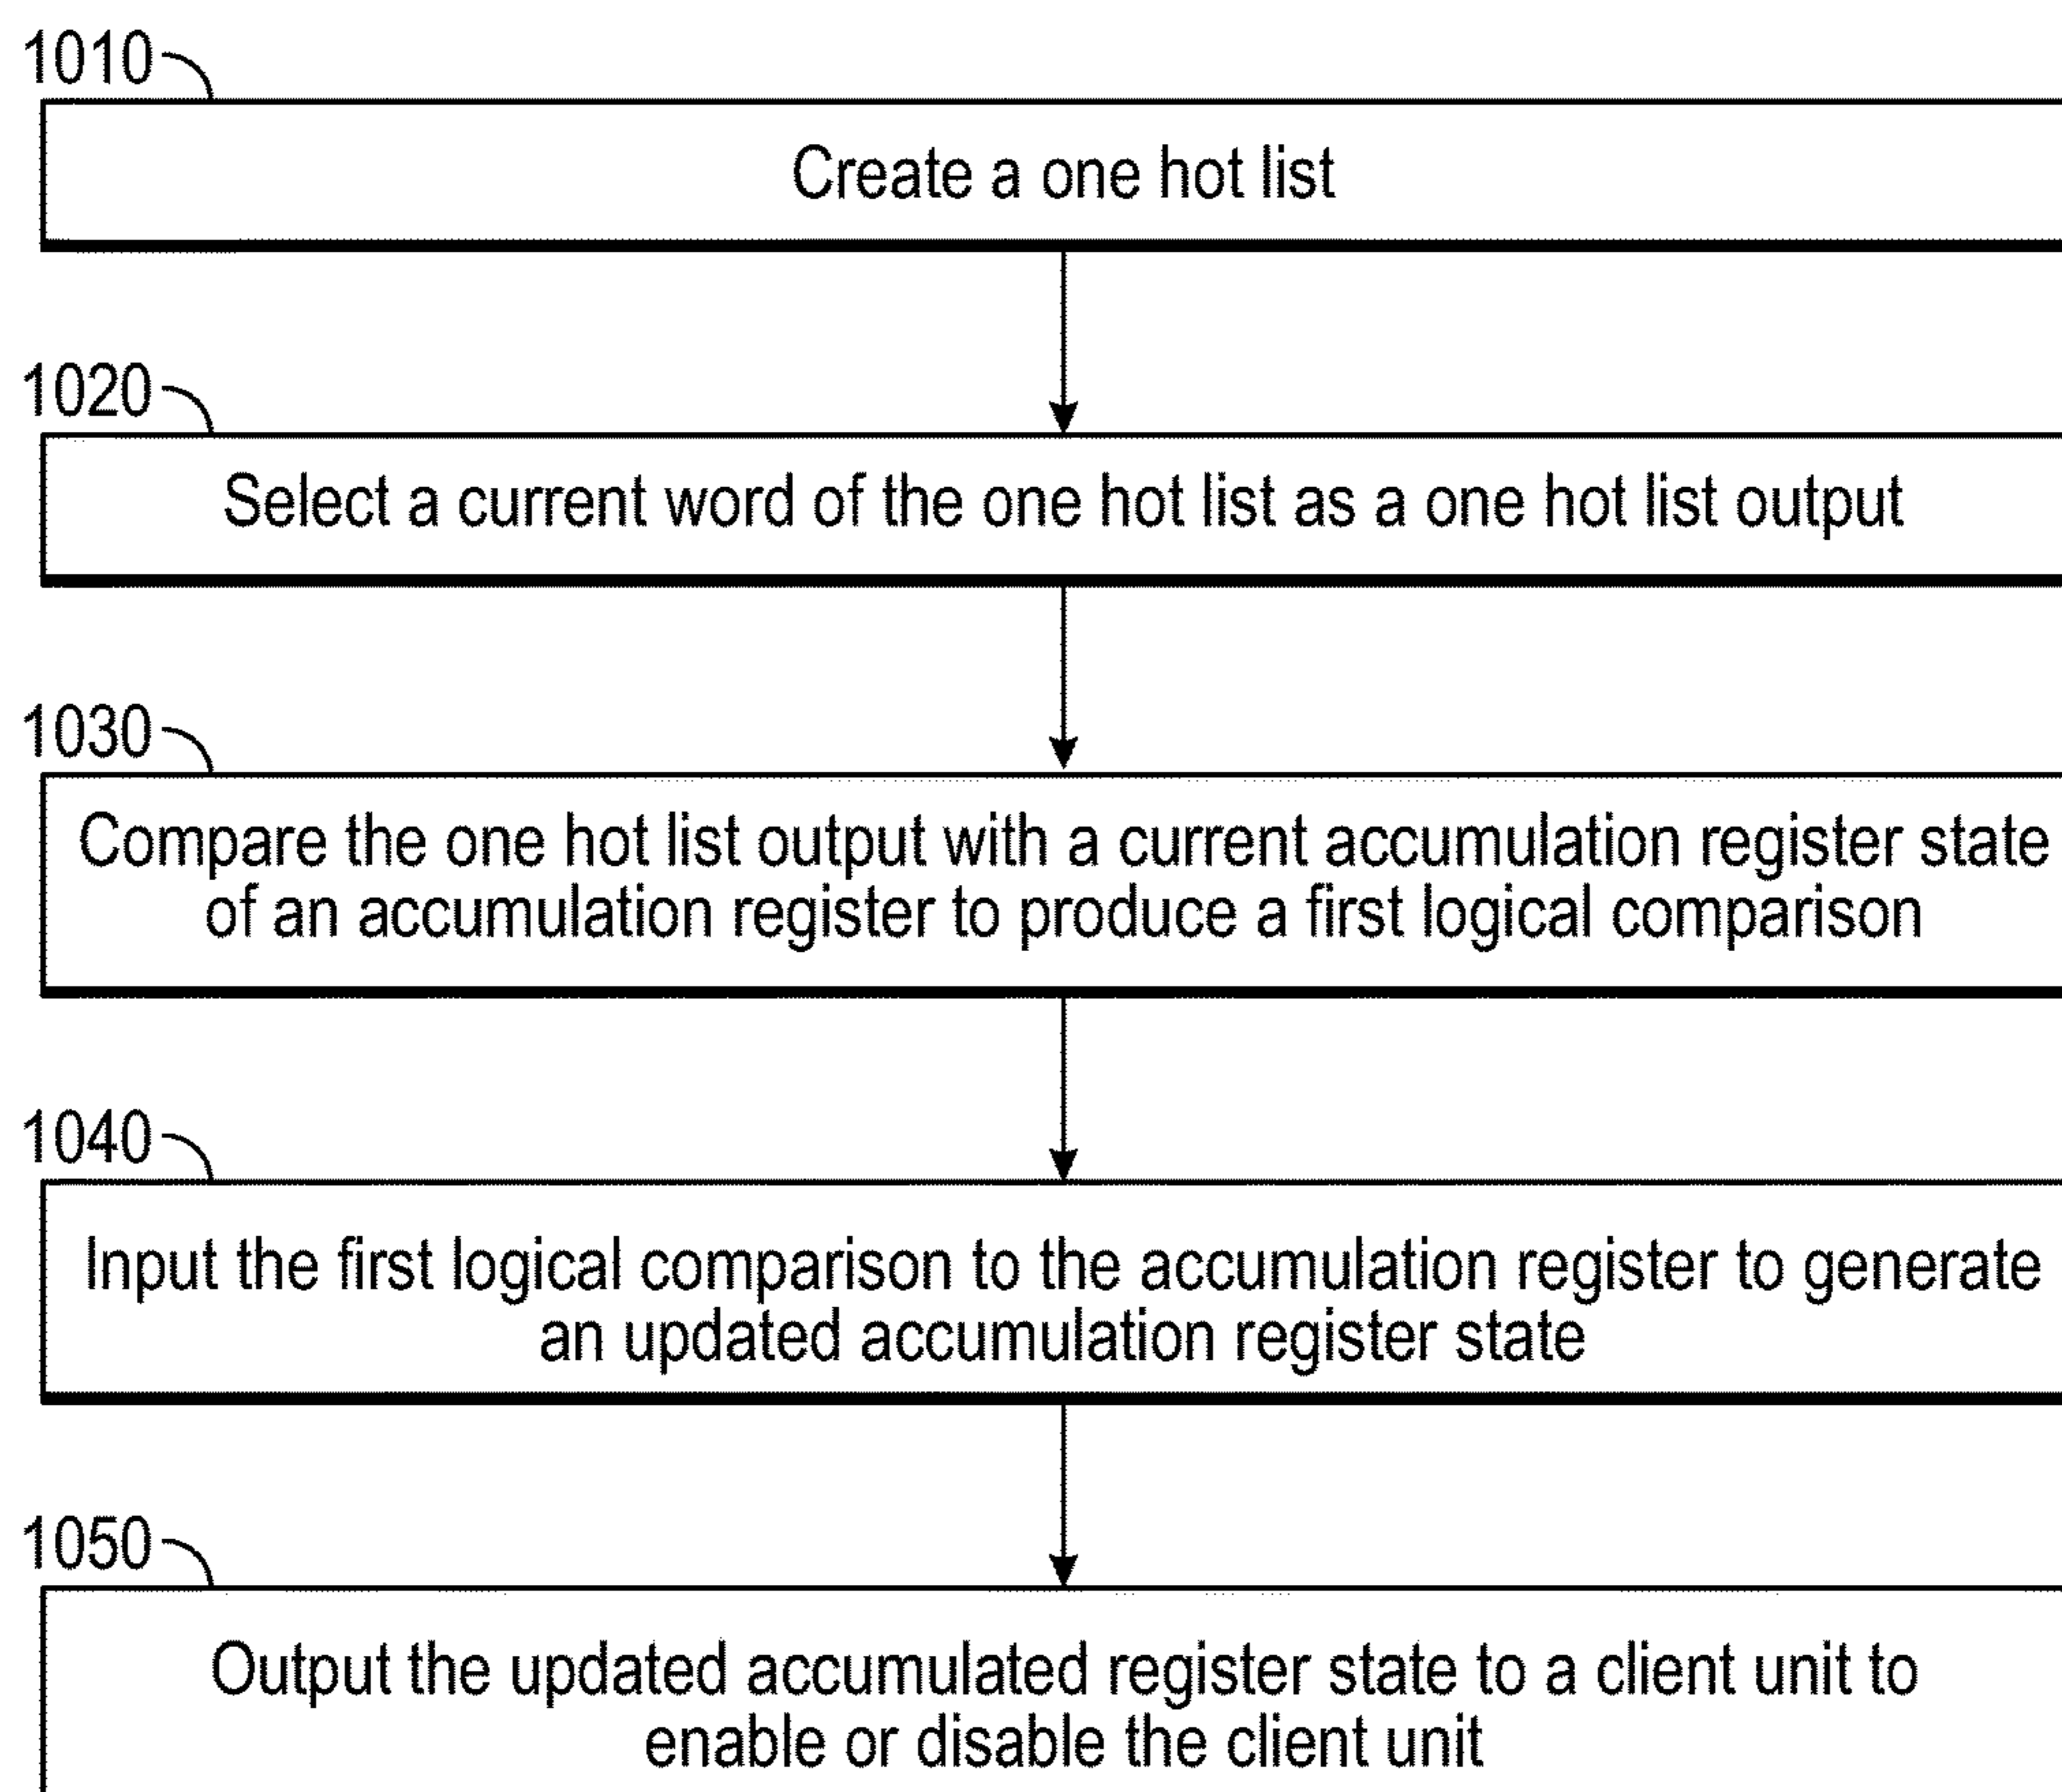 1010
Create a one hot list
1020
Select a current word of the one hot list as a one hot list output
1030
Compare the one hot list output with a current accumulation register state
of an accumulation register to produce a first logical comparison
1040
Input the first logical comparison to the accumulation register to generate
an updated accumulation register state
1050
Output the updated accumulated register state to a client unit to
enable or disable the client unit